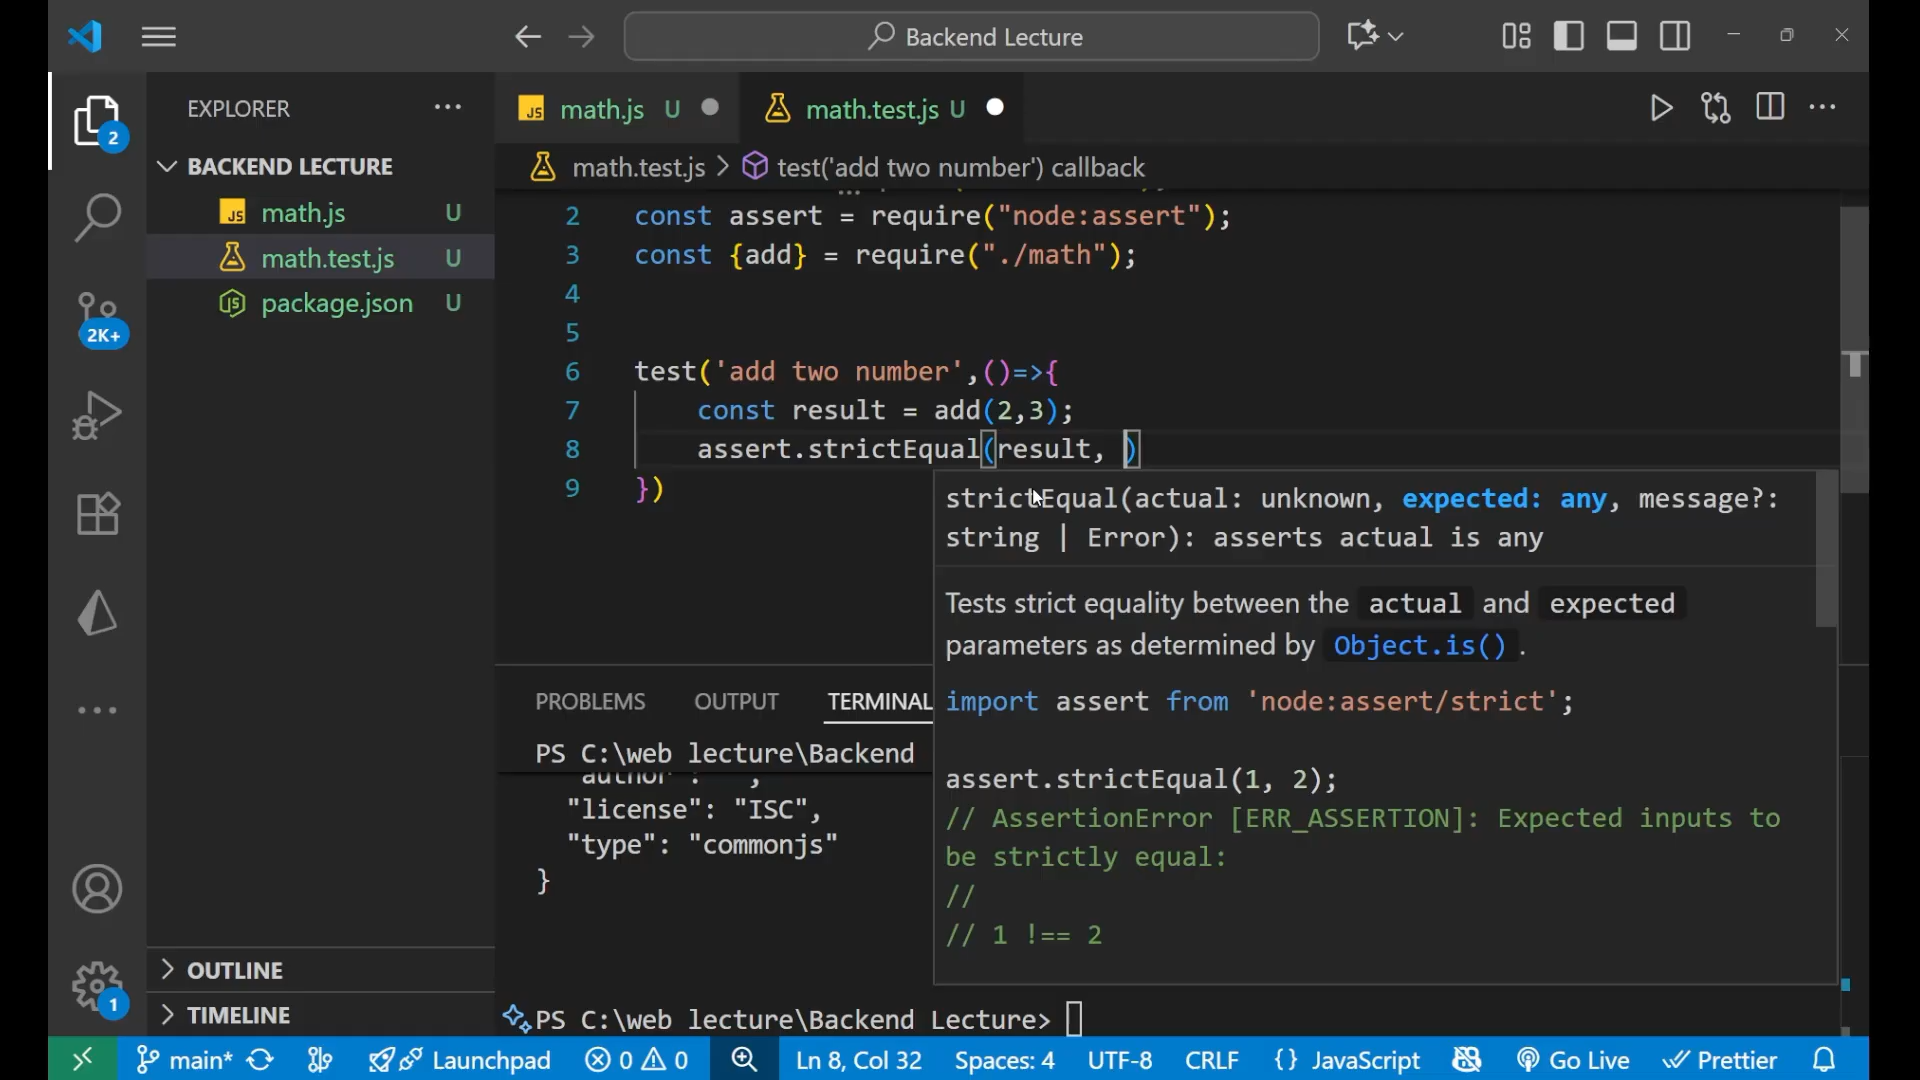 Backend Lecture
EXPLORER
math.js U
math.test.js U
2
BACKEND LECTURE
math.test.js > test('add two number') callback
math.js U
math.test.js U
package.json U
2K+
2 const assert = require("node:assert");
3 const {add} = require("./math");
4
5
6 test('add two number',()=>{
7 const result = add(2,3);
8 assert.strictEqual(result, )
9 })
strictEqual(actual: unknown, expected: any, message?:
string | Error): asserts actual is any
Tests strict equality between the actual and expected
parameters as determined by Object.is().
import assert from 'node:assert/strict';
assert.strictEqual(1, 2);
// AssertionError [ERR_ASSERTION]: Expected inputs to
be strictly equal:
//
// 1 !== 2
PROBLEMS OUTPUT TERMINAL
PS C:\web lecture\Backend
"license": "ISC",
"type": "commonjs"
}
PS C:\web lecture\Backend Lecture>
OUTLINE
TIMELINE
1
main* Launchpad 0 0 Ln 8, Col 32 Spaces: 4 UTF-8 CRLF {} JavaScript Go Live Prettier